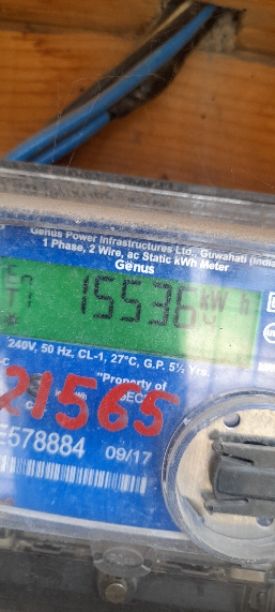 Genus Power Infrastructures Ltd., Guwahati (India
1 Phase, 2 Wire, ac Static kWh Meter
Genus
15536 kW h
240V, 50 Hz, CL-1, 27°C, G.P. 5½ Yrs.
"Property of
21565
E578884 09/17